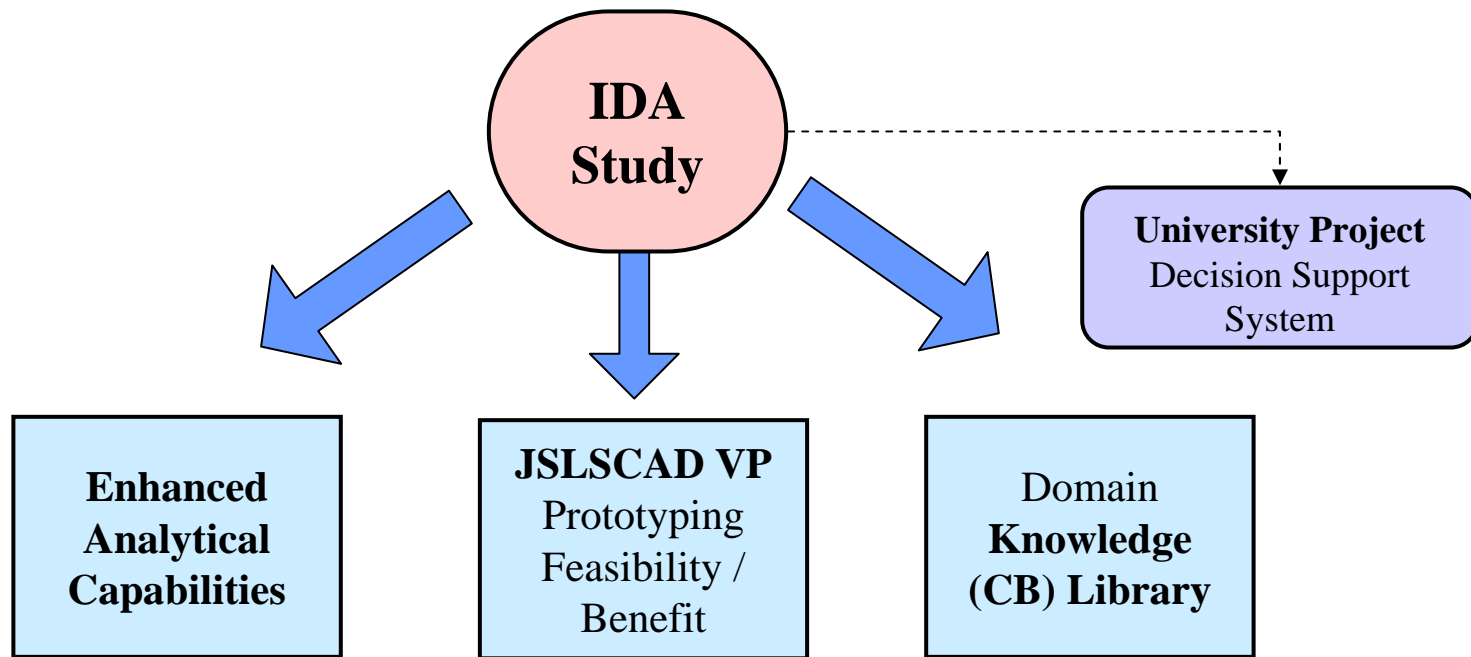 IDA
Study
University Project
Decision Support
System
Enhanced
Analytical
Capabilities
JSLSCAD VP
Prototyping
Feasibility /
Benefit
Domain
Knowledge
(CB) Library